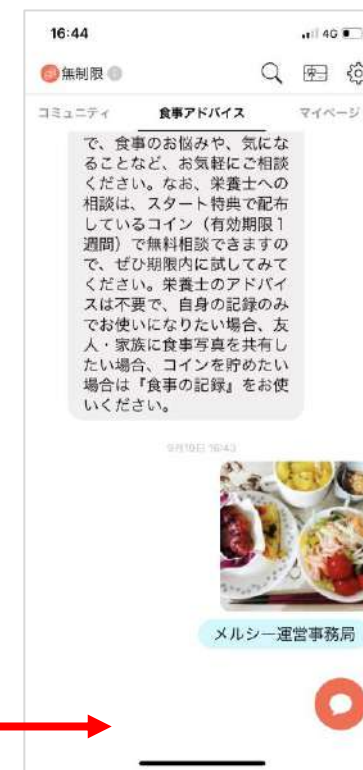 16:44
4G
無制限
コミュニティ 食事アドバイス マイページ
で、食事のお悩みや、気にな
ることなど、お気軽にご相談
ください。なお、栄養士への
相談は、スタート特典で配布
しているコイン（有効期限1
週間）で無料相談できますの
で、ぜひ期限内に試してみて
ください。栄養士のアドバイ
スは不要で、自身の記録のみ
でお使いになりたい場合、友
人・家族に食事写真を共有し
たい場合、コインを貯めたい
場合は『食事の記録』をお使
いください。
メルシー運営事務局